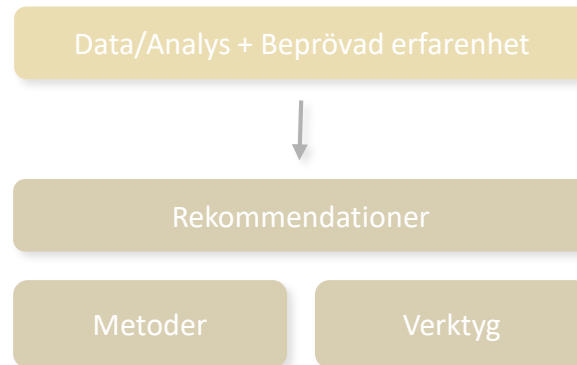 Data/Analys + Beprövad erfarenhet
Rekommendationer
Metoder
Verktyg